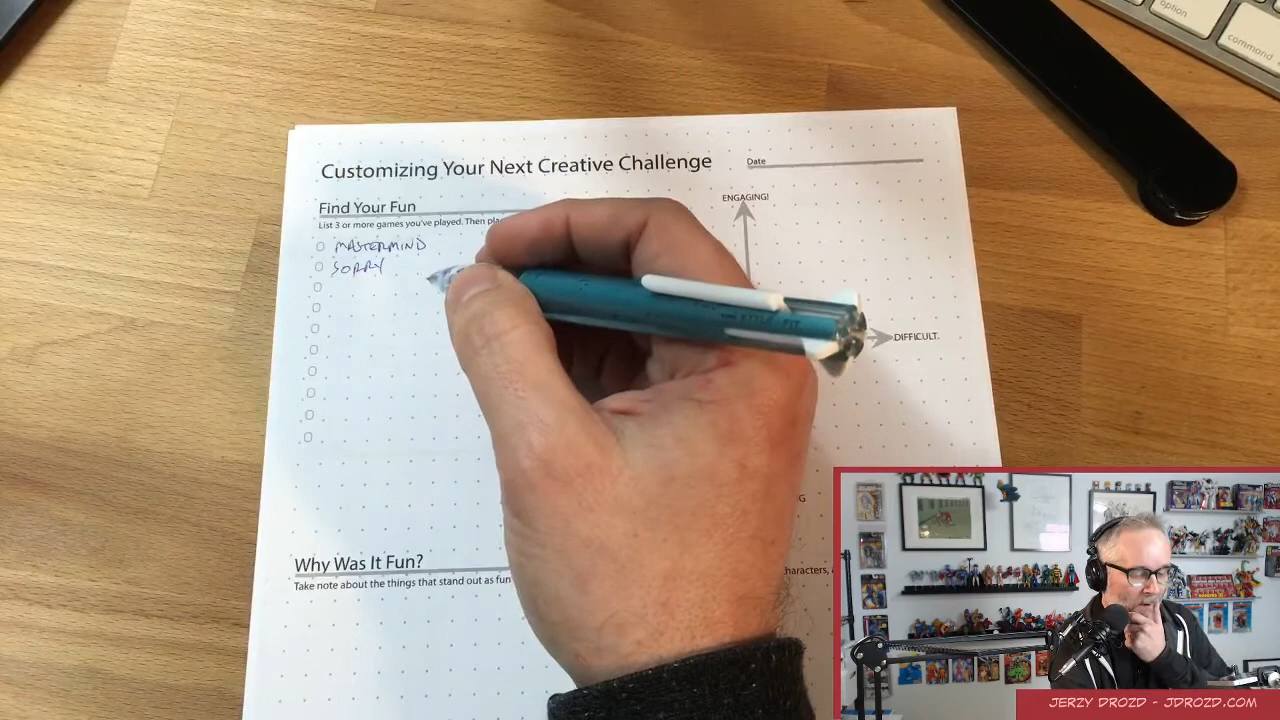 option
command
Customizing Your Next Creative Challenge
Date
ENGAGING!
Find Your Fun
List 3 or more games you've played. Then
MASTERMIND
SORRY
DIFFICULT.
Why Was It Fun?
Take note about the things that stand out as fun
characters,
JERZY DROZD - JDROZD.COM